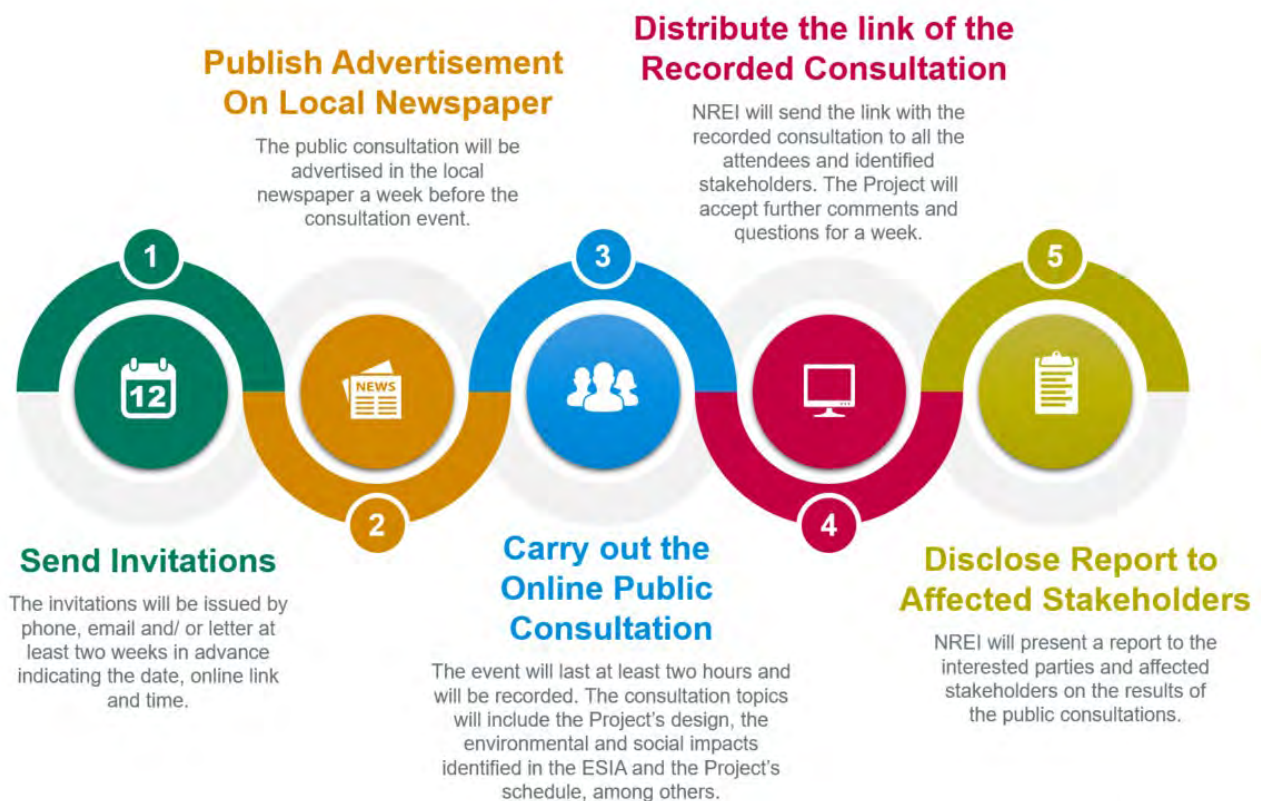 1
12
Send Invitations
The invitations will be issued by
phone, email and/ or letter at
least two weeks in advance
indicating the date, online link
and time.
Publish Advertisement
On Local Newspaper
The public consultation will be
advertised in the local
newspaper a week before the
consultation event.
NEWS
2
3
Carry out the
Online Public
Consultation
The event will last at least two hours and
will be recorded. The consultation topics
will include the Project's design, the
environmental and social impacts
identified in the ESIA and the Project's
schedule, among others.
Distribute the link of the
Recorded Consultation
NREI will send the link with the
recorded consultation to all the
attendees and identified
stakeholders. The Project will
accept further comments and
questions for a week.
4
5
Disclose Report to
Affected Stakeholders
NREI will present a report to the
interested parties and affected
stakeholders on the results of
the public consultations.